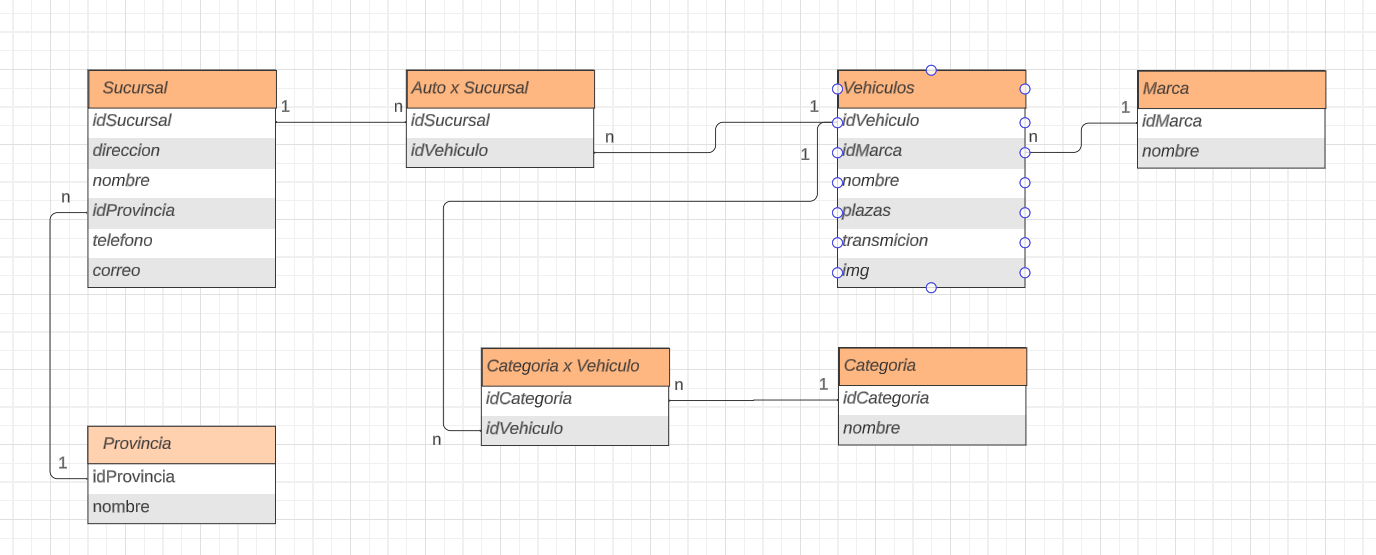 Sucursal
idSucursal
direccion
nombre
idProvincia
telefono
correo
1
n
Auto x Sucursal
idSucursal
idVehiculo
n
1
1
Vehiculos
idVehiculo
idMarca
nombre
plazas
transmicion
img
n
1
Marca
idMarca
nombre
n
1
Provincia
idProvincia
nombre
n
Categoria x Vehiculo
idCategoria
idVehiculo
n
1
Categoria
idCategoria
nombre